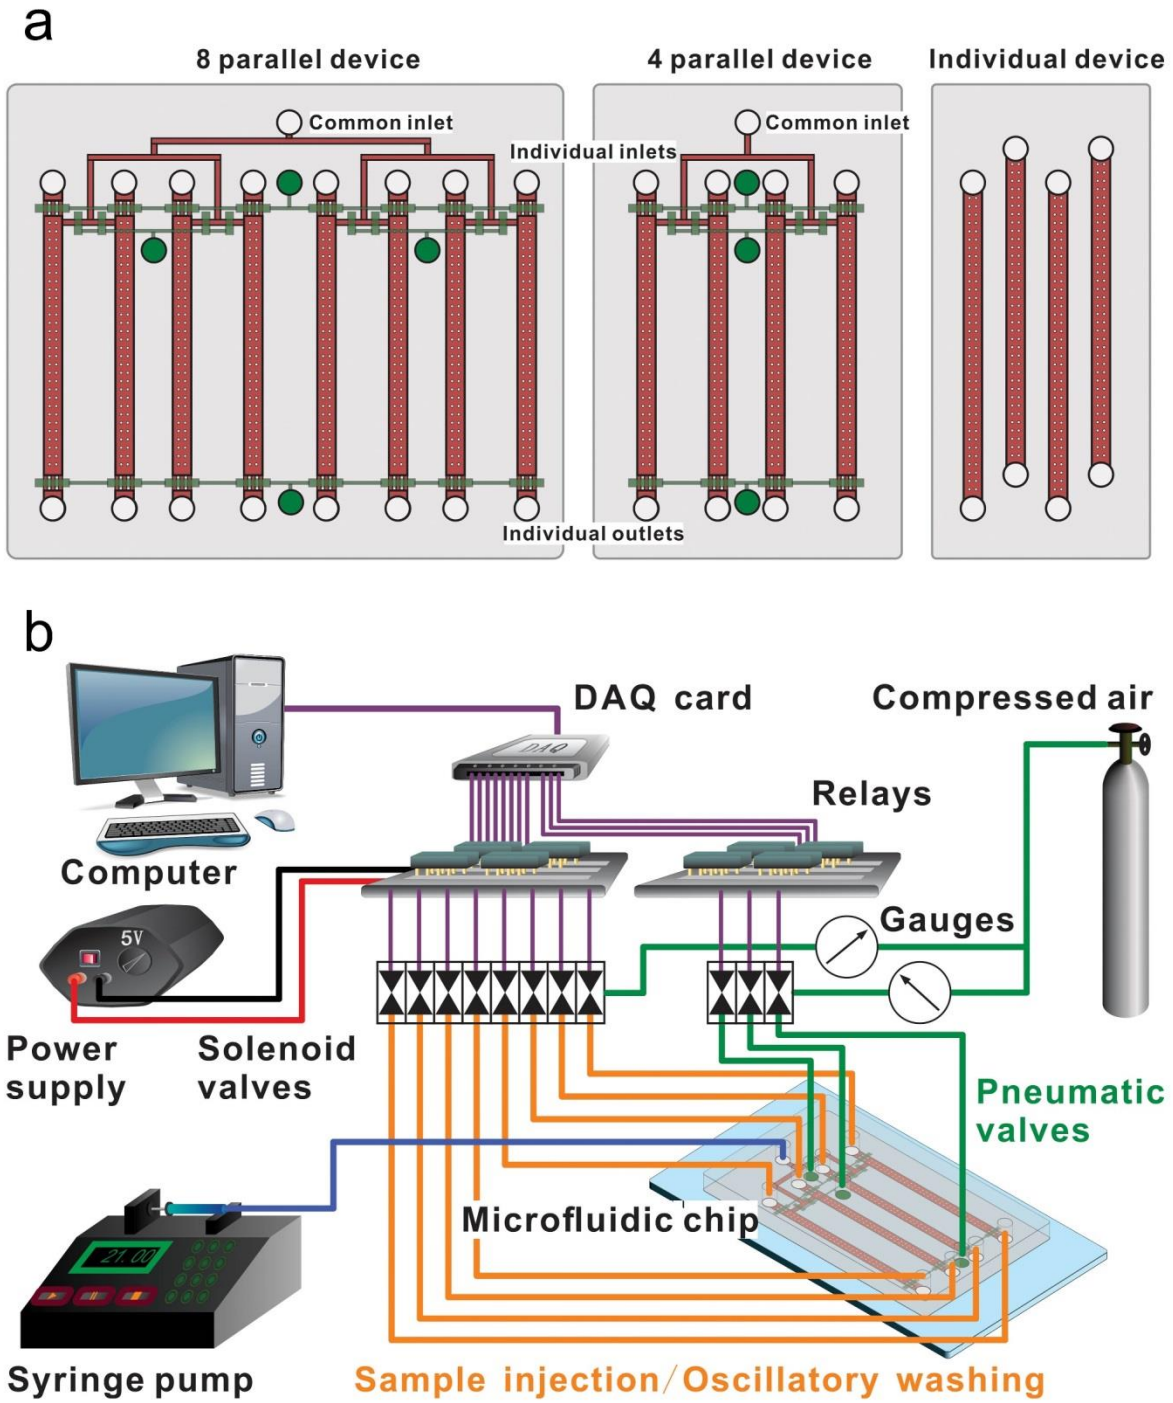 a
8 parallel device
4 parallel device
Individual device
Common inlet
Common inlet
Individual inlets
Individual outlets
b
DAQ card
Compressed air
DAQ
Relays
Computer
Gauges
5V
Power
supply
Solenoid
valves
Pneumatic
valves
Microfluidic chip
21.00
Syringe pump
Sample injection/Oscillatory washing